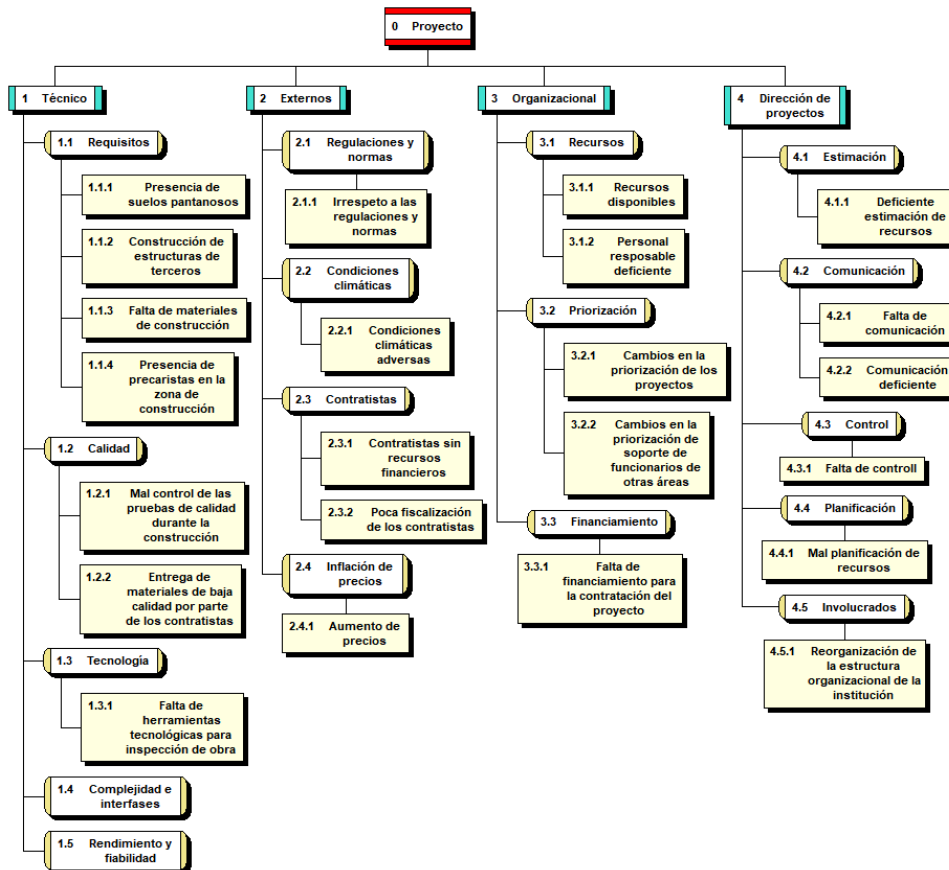 0 Proyecto
1 Técnico
1.1 Requisitos
1.1.1 Presencia de
suelos pantanosos
1.1.2 Construcción de
estructuras de
terceros
1.1.3 Falta de materiales
de construcción
1.1.4 Presencia de
precaristas en la
zona de
construcción
1.2 Calidad
1.2.1 Mal control de las
pruebas de calidad
durante la
construcción
1.2.2 Entrega de
materiales de baja
calidad por parte
de los contratistas
1.3 Tecnología
1.3.1 Falta de
herramientas
tecnológicas para
inspección de obra
1.4 Complejidad e
interfases
1.5 Rendimiento y
fiabilidad
2 Externos
2.1 Regulaciones y
normas
2.1.1 Irrespeto a las
regulaciones y
normas
2.2 Condiciones
climáticas
2.2.1 Condiciones
climáticas
adversas
2.3 Contratistas
2.3.1 Contratistas sin
recursos
financieros
2.3.2 Poca fiscalización
de los contratistas
2.4 Inflación de
precios
2.4.1 Aumento de
precios
3 Organizacional
3.1 Recursos
3.1.1 Recursos
disponibles
3.1.2 Personal
resposable
deficiente
3.2 Priorización
3.2.1 Cambios en la
priorización de los
proyectos
3.2.2 Cambios en la
priorización de
soporte de
funcionarios de
otras áreas
3.3 Financiamiento
3.3.1 Falta de
financiamiento para
la contratación del
proyecto
4 Dirección de
proyectos
4.1 Estimación
4.1.1 Deficiente
estimación de
recursos
4.2 Comunicación
4.2.1 Falta de
comunicación
4.2.2 Comunicación
deficiente
4.3 Control
4.3.1 Falta de controll
4.4 Planificación
4.4.1 Mal planificación de
recursos
4.5 Involucrados
4.5.1 Reorganización de
la estructura
organizacional de la
institución